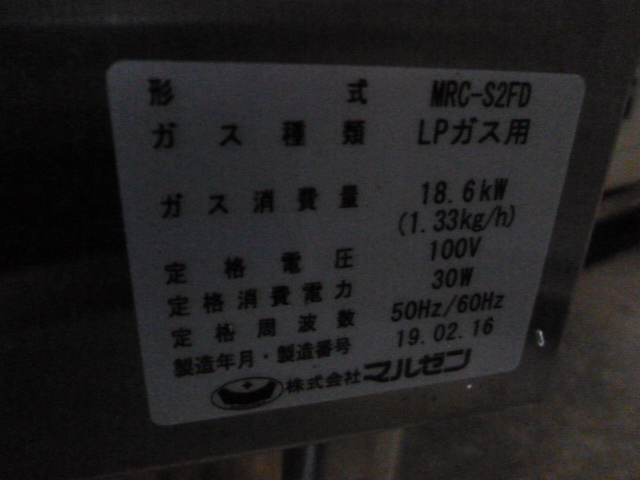 形式 MRC-S2FD
ガス種類 LPガス用
ガス消費量 18.6kW
(1.33kg/h)
定格電圧 100V
定格消費電力 30W
定格周波数 50Hz/60Hz
製造年月・製造番号 19.02.16
株式会社マルゼン